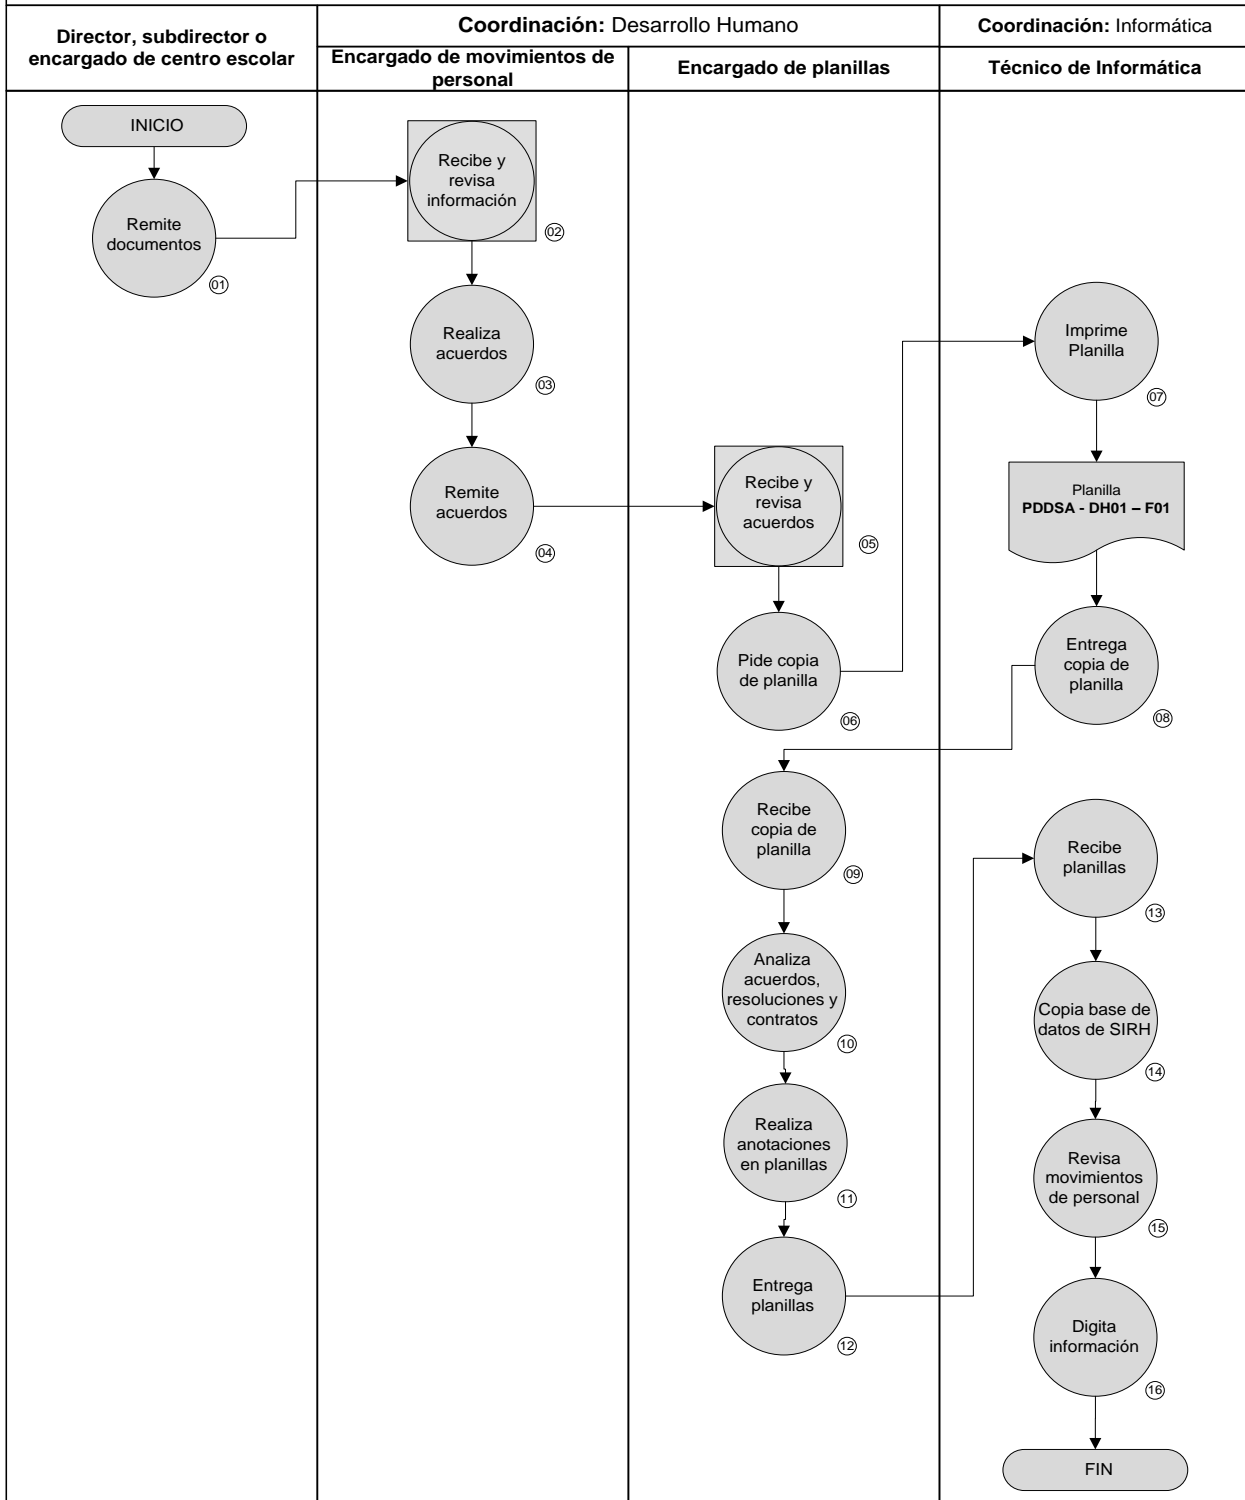 Director, subdirector o
encargado de centro escolar
Coordinación: Desarrollo Humano
Coordinación: Informática
Encargado de movimientos de
personal
Encargado de planillas
Técnico de Informática
INICIO
Remite
documentos
01
Recibe y
revisa
información
02
Realiza
acuerdos
03
Remite
acuerdos
04
Recibe y
revisa
acuerdos
05
Pide copia
de planilla
06
Imprime
Planilla
07
Planilla
PDDSA - DH01 – F01
Entrega
copia de
planilla
08
Recibe
copia de
planilla
09
Analiza
acuerdos,
resoluciones y
contratos
10
Realiza
anotaciones
en planillas
11
Entrega
planillas
12
Recibe
planillas
13
Copia base de
datos de SIRH
14
Revisa
movimientos
de personal
15
Digita
información
16
FIN